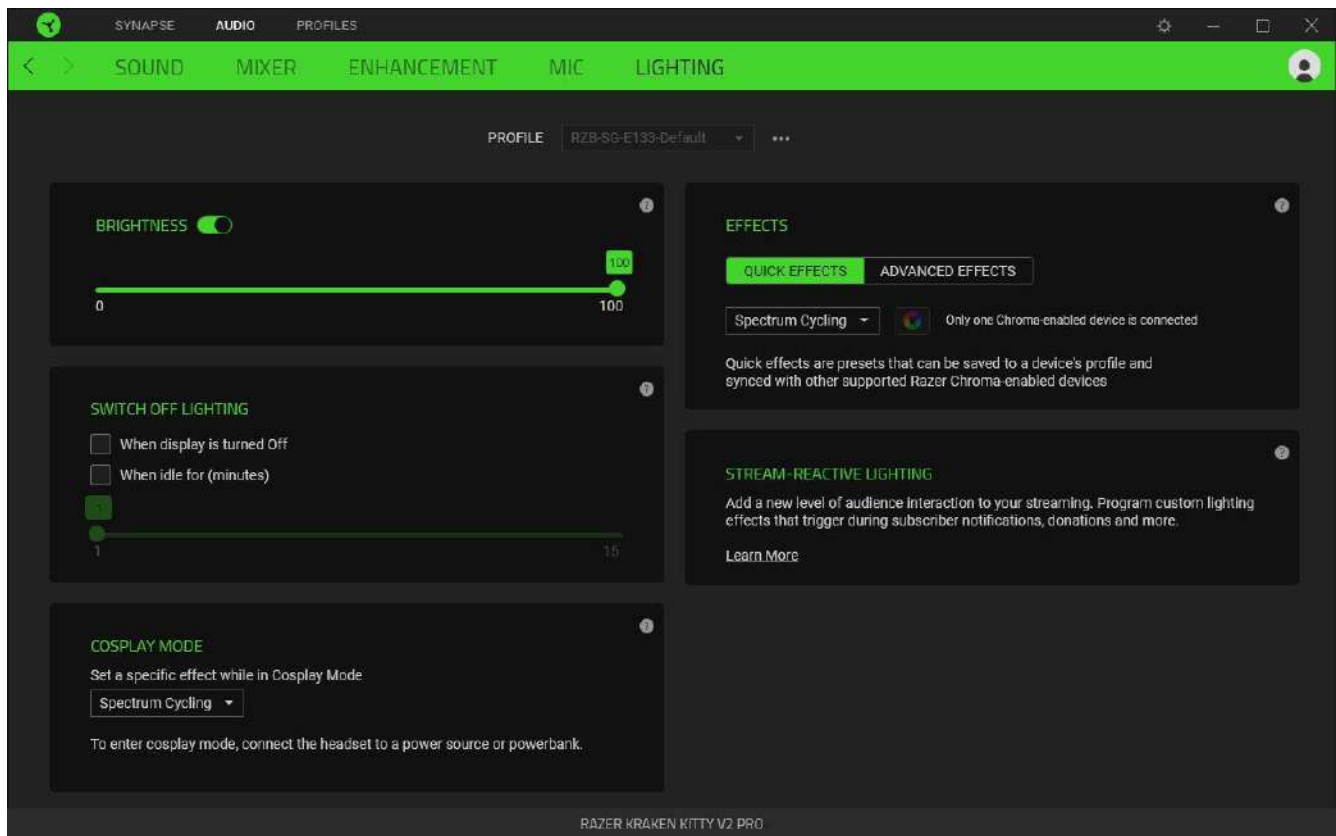 SYNAPSE AUDIO PROFILES
SOUND MIXER ENHANCEMENT MIC LIGHTING
PROFILE RZB-SG-E133-Default
BRIGHTNESS
100
0 100
SWITCH OFF LIGHTING
When display is turned Off
When idle for (minutes)
1
1 15
COSPLAY MODE
Set a specific effect while in Cosplay Mode
Spectrum Cycling
To enter cosplay mode, connect the headset to a power source or powerbank.
EFFECTS
QUICK EFFECTS ADVANCED EFFECTS
Spectrum Cycling Only one Chroma-enabled device is connected
Quick effects are presets that can be saved to a device's profile and
synced with other supported Razer Chroma-enabled devices
STREAM-REACTIVE LIGHTING
Add a new level of audience interaction to your streaming. Program custom lighting
effects that trigger during subscriber notifications, donations and more.
Learn More
RAZER KRAKEN KITTY V2 PRO